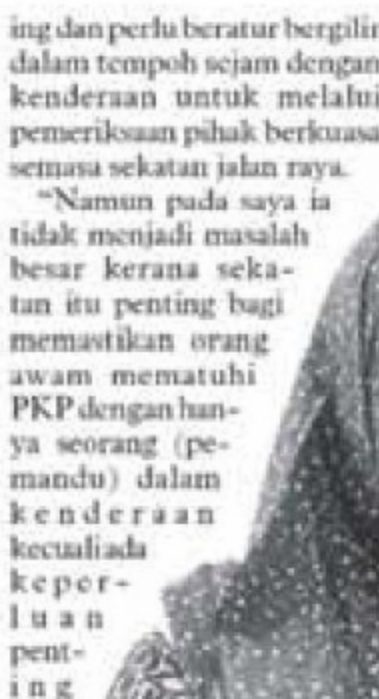 ing dan perlu beratur bergilir
dalam tempoh sejam dengan
kenderaan untuk melalui
pemeriksaan pihak berkuasa
semasa sekatan jalan raya.
“Namun pada saya ia
tidak menjadi masalah
besar kerana seka-
tan itu penting bagi
memastikan orang
awam mematuhi
PKP dengan han-
ya seorang (pe-
mandu) dalam
kenderaan
kecuali ada
keper-
luan
pent-
ing